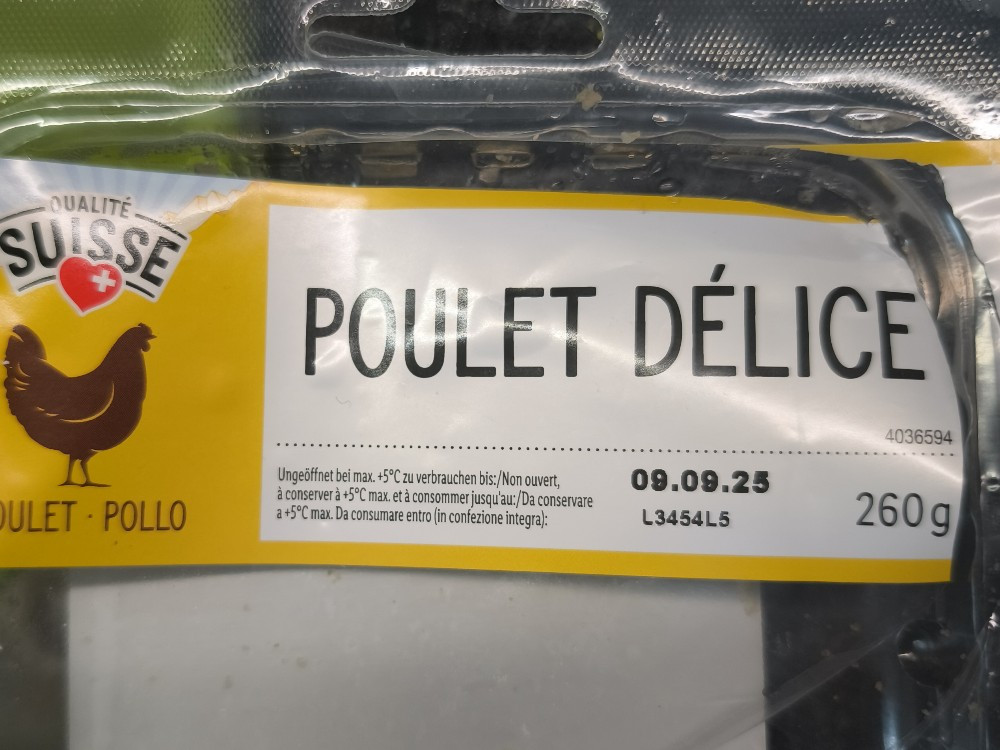 QUALITÉ
SUISSE
POULET DÉLICE
4036594
Ungeöffnet bei max. +5°C zu verbrauchen bis:/Non ouvert,
à conserver à +5°C max. et à consommer jusqu'au:/Da conservare
a +5°C max. Da consumare entro (in confezione integra):
09.09.25
L3454L5
260g
OULET · POLLO